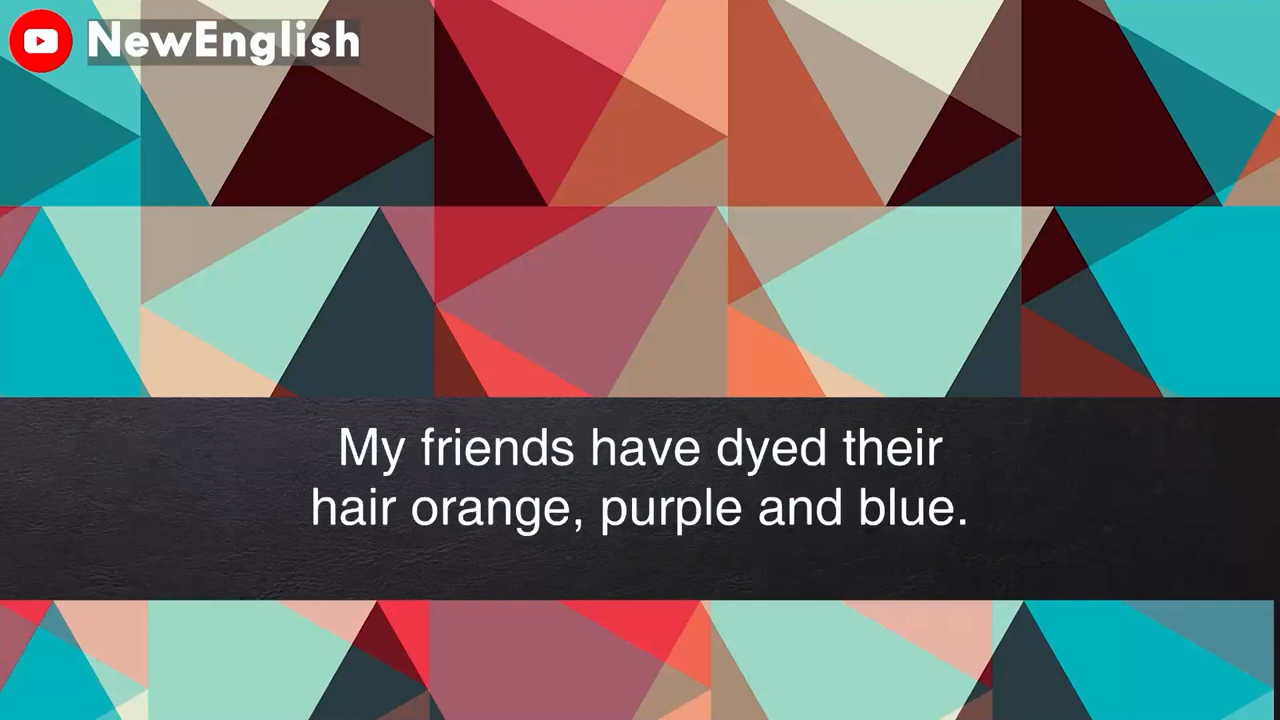 NewEnglish
My friends have dyed their
hair orange, purple and blue.